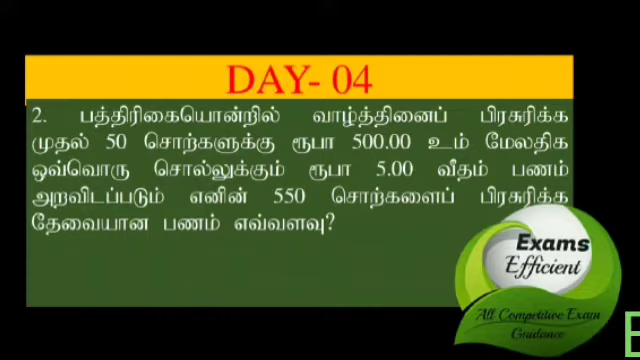 DAY- 04
2. பத்திரிகையொன்றில் வாழ்த்தினைப் பிரசுரிக்க
முதல் 50 சொற்களுக்கு ரூபா 500.00 உம் மேலதிக
ஒவ்வொரு சொல்லுக்கும் ரூபா 5.00 வீதம் பணம்
அறவிடப்படும் எனின் 550 சொற்களைப் பிரசுரிக்க
தேவையான பணம் எவ்வளவு?
Exams
Efficient
All Competitive Exam
Guidance